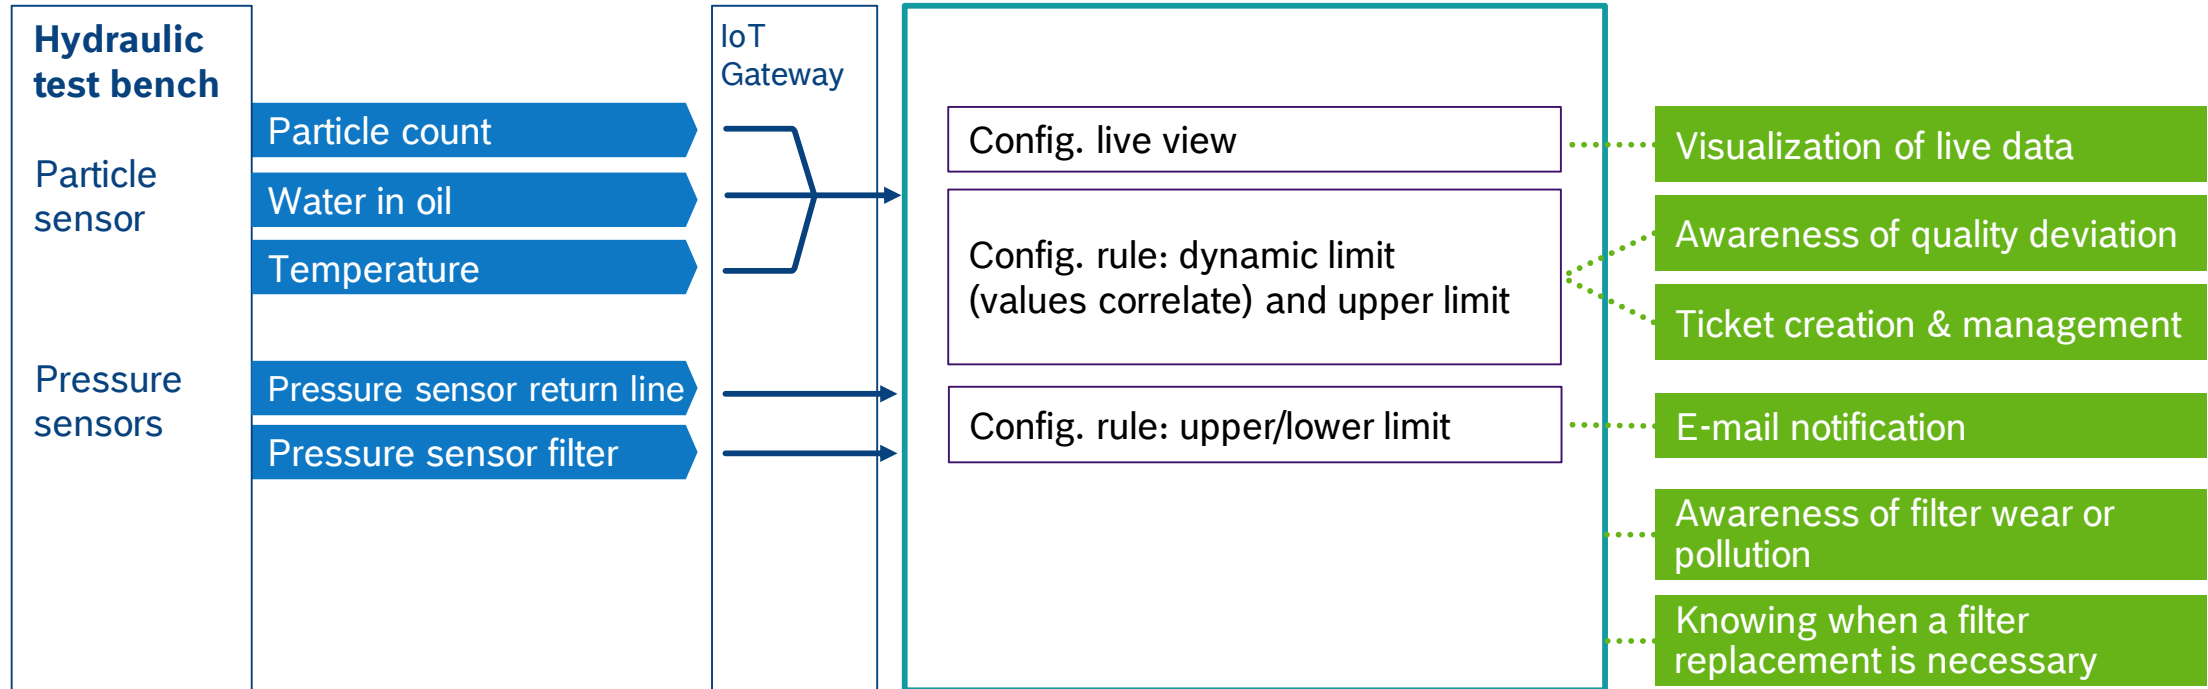 Hydraulic
test bench
Particle
sensor
Pressure
sensors
Particle count
Water in oil
Temperature
Pressure sensor return line
Pressure sensor filter
IoT
Gateway
Config. live view
Config. rule: dynamic limit
(values correlate) and upper limit
Config. rule: upper/lower limit
Visualization of live data
Awareness of quality deviation
Ticket creation & management
E-mail notification
Awareness of filter wear or
pollution
Knowing when a filter
replacement is necessary